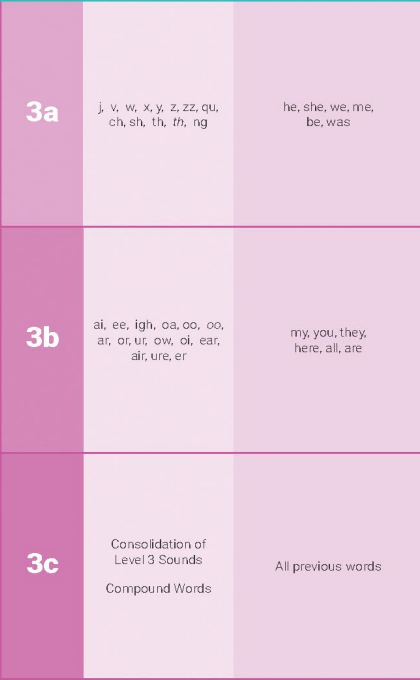 3a
j, v, w, x, y, z, zz, qu,
ch, sh, th, th, ng
he, she, we, me,
be, was
3b
ai, ee, igh, oa, oo, oo,
ar, or, ur, ow, oi, ear,
air, ure, er
my, you, they,
here, all, are
3c
Consolidation of
Level 3 Sounds
Compound Words
All previous words